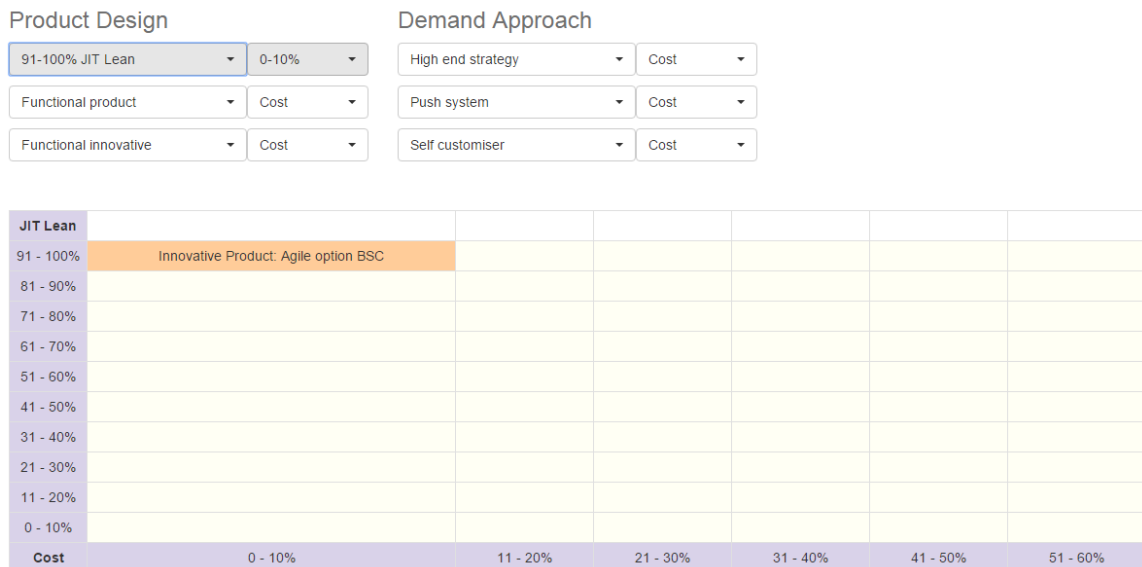 Product Design Demand Approach
91-100% JIT Lean 0-10% High end strategy Cost
Functional product Cost Push system Cost
Functional innovative Cost Self customiser Cost
JIT Lean
91 - 100% Innovative Product: Agile option BSC
81 - 90%
71 - 80%
61 - 70%
51 - 60%
41 - 50%
31 - 40%
21 - 30%
11 - 20%
0 - 10%
Cost 0 - 10% 11 - 20% 21 - 30% 31 - 40% 41 - 50% 51 - 60%